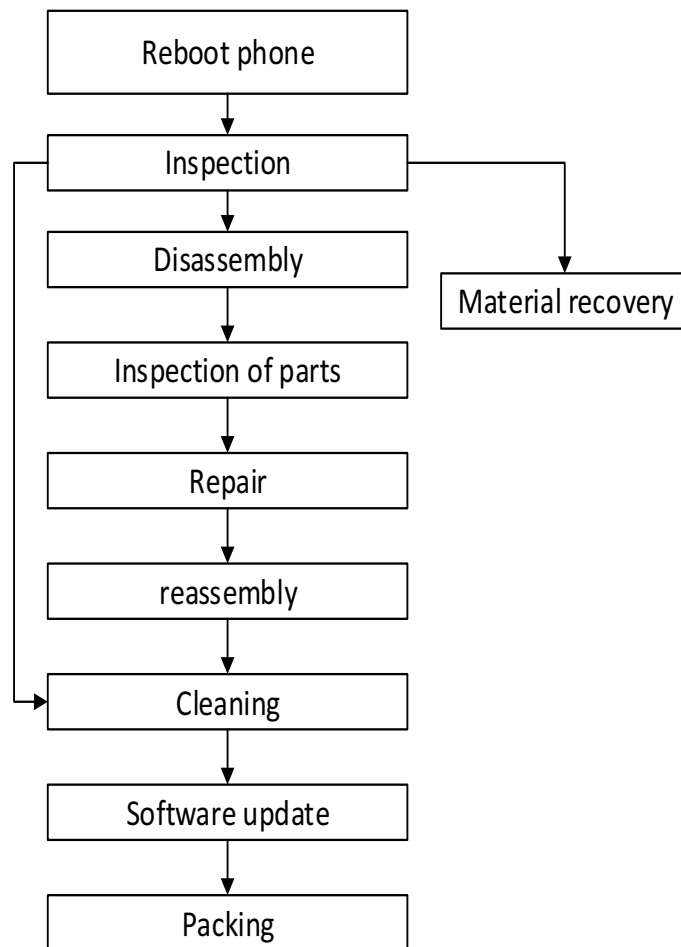 Reboot phone
Inspection
Disassembly
Material recovery
Inspection of parts
Repair
reassembly
Cleaning
Software update
Packing